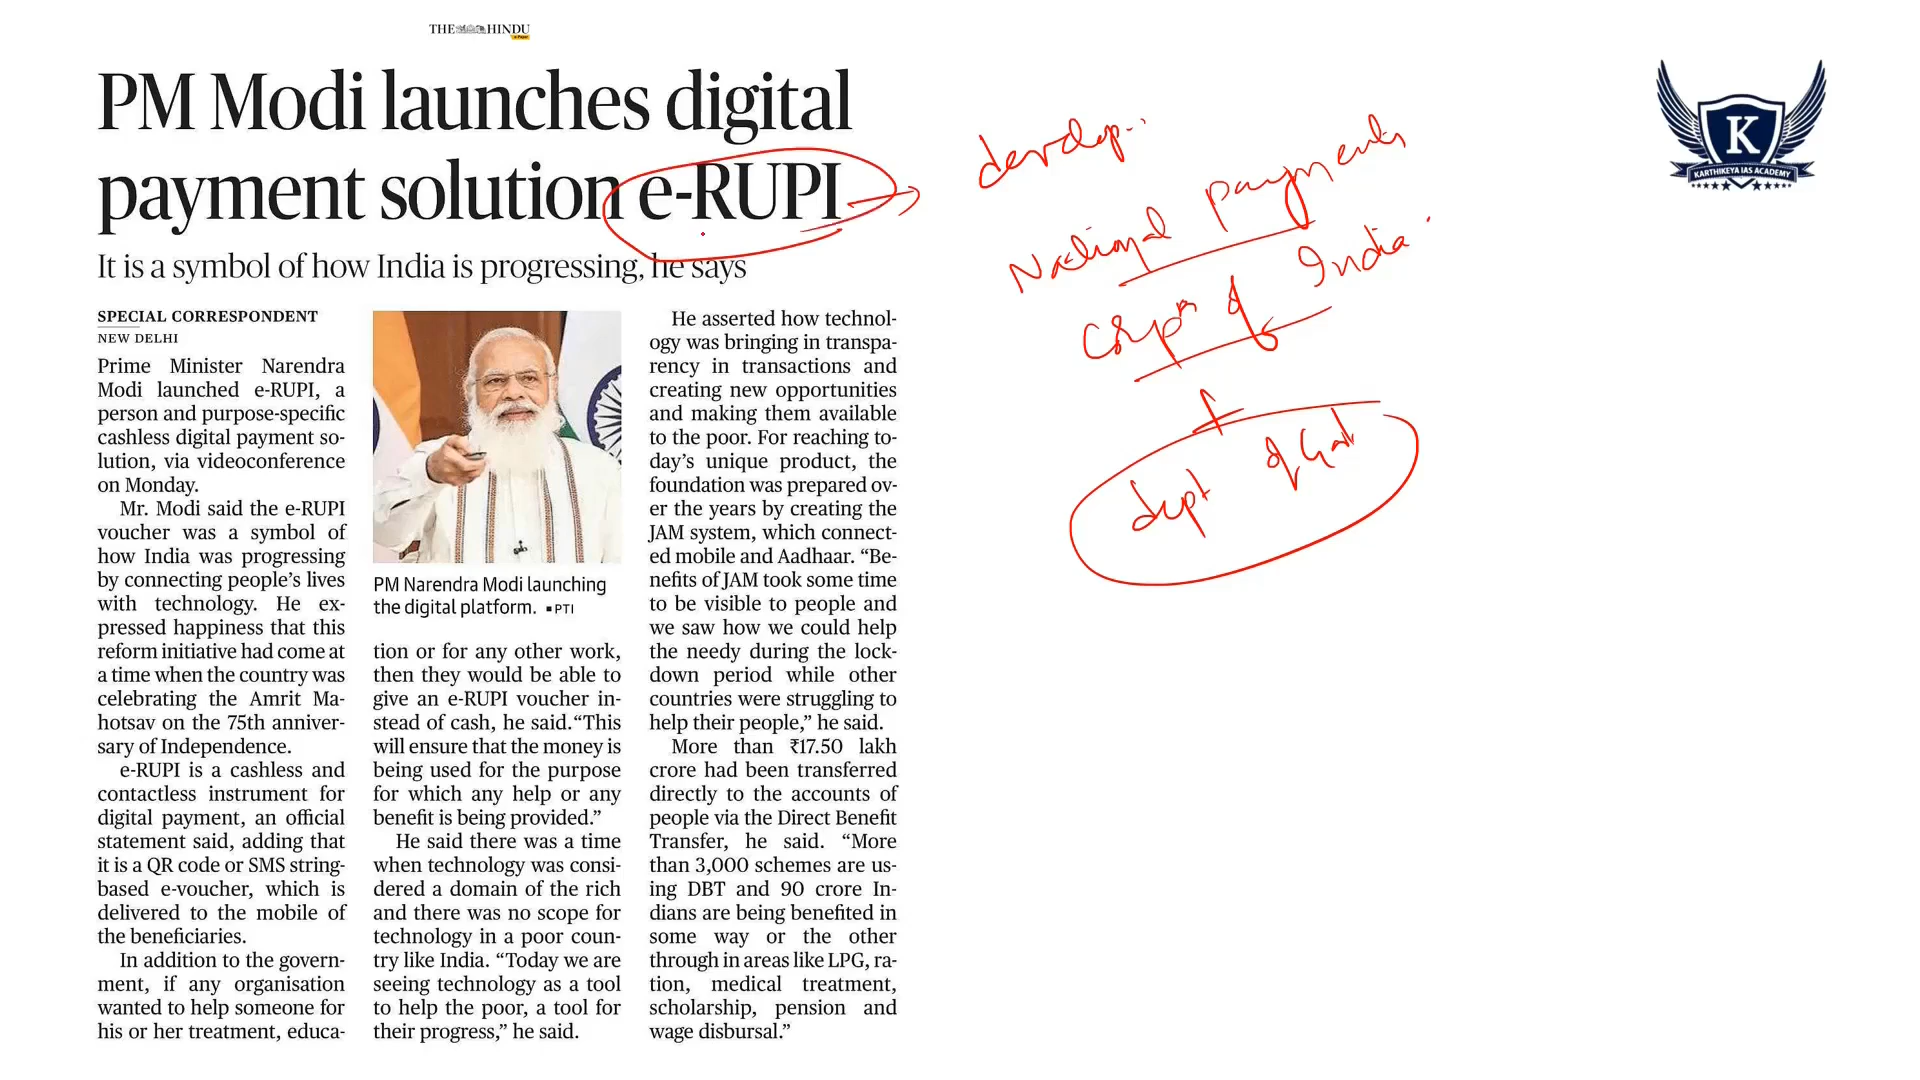 THE HINDU
e-Paper
PM Modi launches digital
payment solution e-RUPI
It is a symbol of how India is progressing, he says
SPECIAL CORRESPONDENT
NEW DELHI
Prime Minister Narendra
Modi launched e-RUPI, a
person and purpose-specific
cashless digital payment so-
lution, via videoconference
on Monday.
Mr. Modi said the e-RUPI
voucher was a symbol of
how India was progressing
by connecting people's lives
with technology. He ex-
pressed happiness that this
reform initiative had come at
a time when the country was
celebrating the Amrit Ma-
hotsav on the 75th anniver-
sary of Independence.
e-RUPI is a cashless and
contactless instrument for
digital payment, an official
statement said, adding that
it is a QR code or SMS string-
based e-voucher, which is
delivered to the mobile of
the beneficiaries.
In addition to the govern-
ment, if any organisation
wanted to help someone for
his or her treatment, educa-
PM Narendra Modi launching
the digital platform. ▪PTI
tion or for any other work,
then they would be able to
give an e-RUPI voucher in-
stead of cash, he said. “This
will ensure that the money is
being used for the purpose
for which any help or any
benefit is being provided.”
He said there was a time
when technology was consi-
dered a domain of the rich
and there was no scope for
technology in a poor coun-
try like India. “Today we are
seeing technology as a tool
to help the poor, a tool for
their progress,” he said.
He asserted how technol-
ogy was bringing in transpa-
rency in transactions and
creating new opportunities
and making them available
to the poor. For reaching to-
day's unique product, the
foundation was prepared ov-
er the years by creating the
JAM system, which connect-
ed mobile and Aadhaar. “Be-
nefits of JAM took some time
to be visible to people and
we saw how we could help
the needy during the lock-
down period while other
countries were struggling to
help their people,” he said.
More than ₹17.50 lakh
crore had been transferred
directly to the accounts of
people via the Direct Benefit
Transfer, he said. “More
than 3,000 schemes are us-
ing DBT and 90 crore In-
dians are being benefited in
some way or the other
through in areas like LPG, ra-
tion, medical treatment,
scholarship, pension and
wage disbursal.”
develop..
National payments
Corpn of India
+
dept of
K
KARTHIKEYA IAS ACADEMY